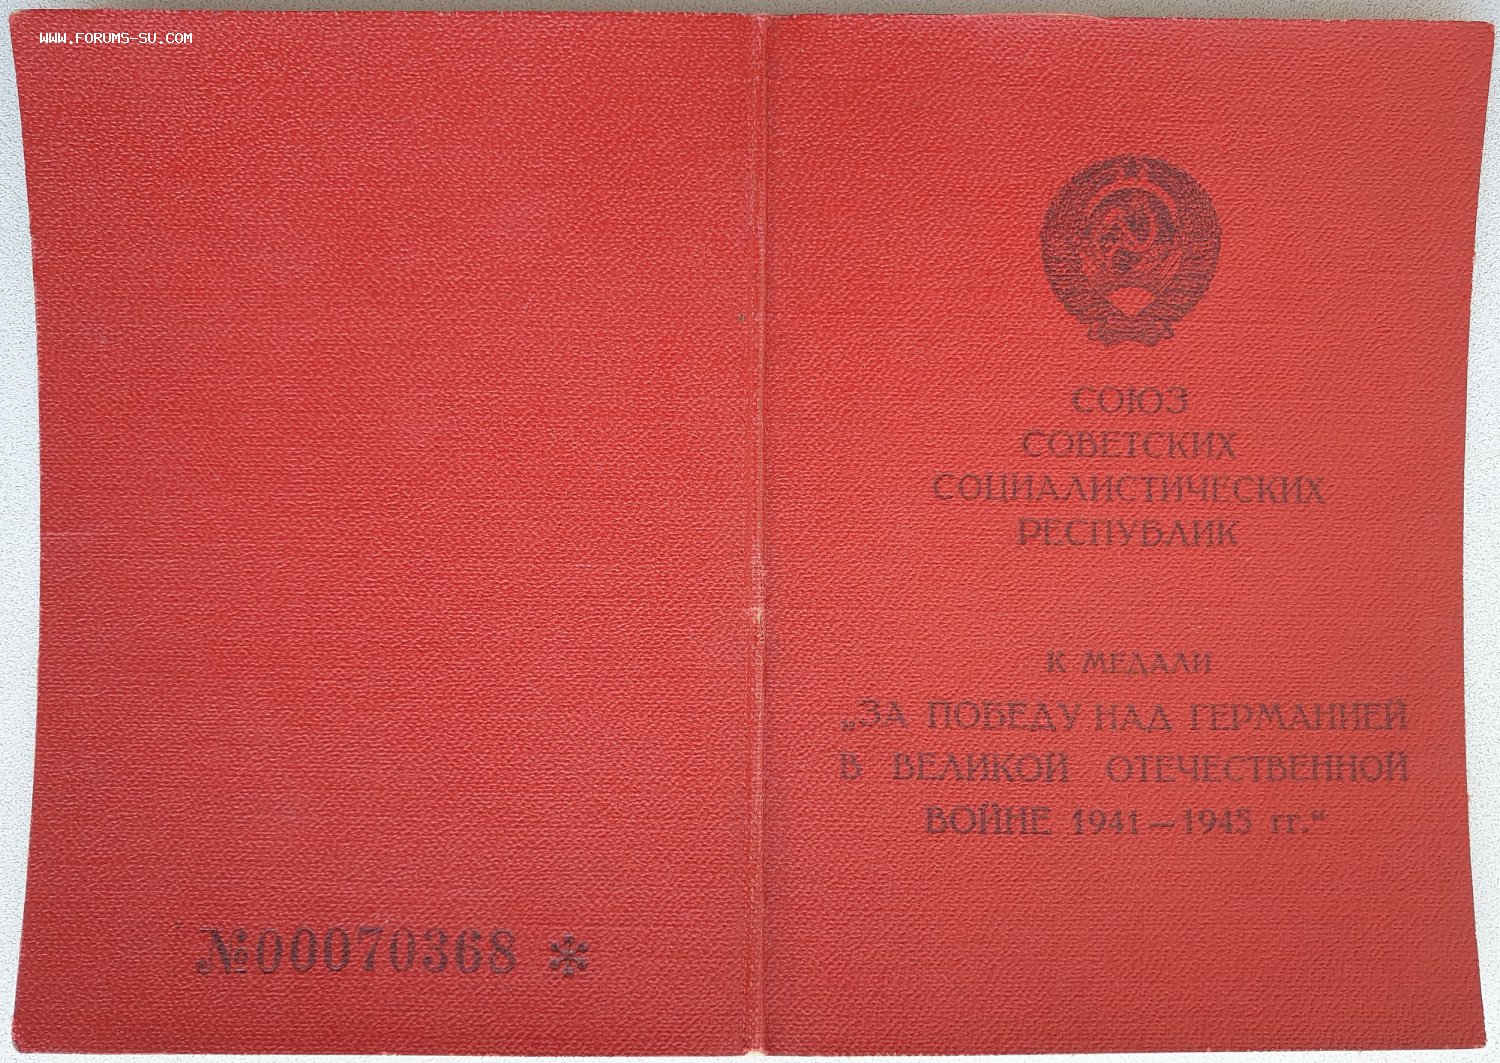 WWW.FORUMS-SU.COM
СОЮЗ
СОВЕТСКИХ
СОЦИАЛИСТИЧЕСКИХ
РЕСПУБЛИК
К МЕДАЛИ
„ЗА ПОБЕДУ НАД ГЕРМАНИЕЙ
В ВЕЛИКОЙ ОТЕЧЕСТВЕННОЙ
ВОЙНЕ 1941—1945 гг.“
№00070368 *